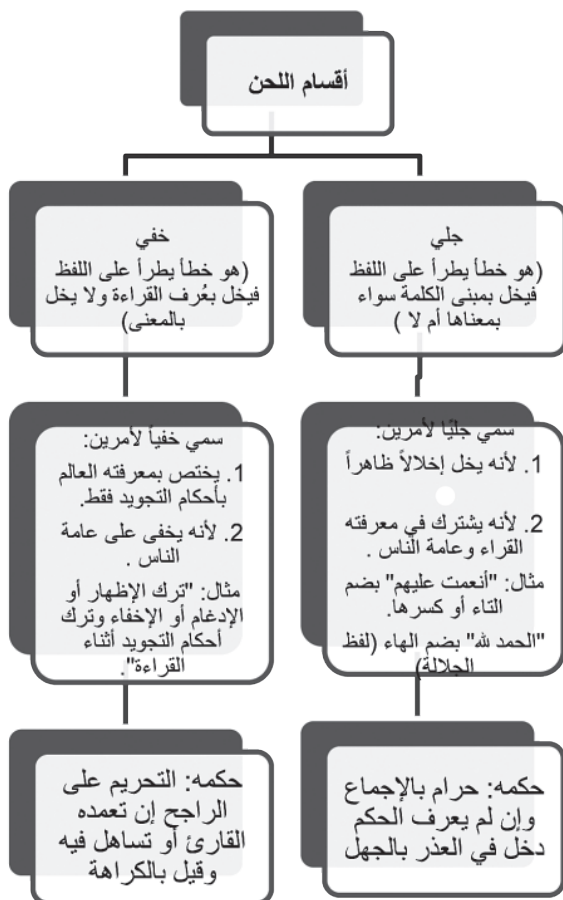 أقسام اللحن
جلي
(هو خطأ يطرأ على اللفظ
فيخل بمبنى الكلمة سواء
بمعناها أم لا )
سمي جليًا لأمرين:
1. لأنه يخل إخلالاً ظاهراً
2. لأنه يشترك في معرفته
القراء وعامة الناس .
مثال: "أنعمت عليهم" بضم
التاء أو كسرها.
"الحمد لله" بضم الهاء (لفظ
الجلالة)
حكمه: حرام بالإجماع
وإن لم يعرف الحكم
دخل في العذر بالجهل
خفي
(هو خطأ يطرأ على اللفظ
فيخل بعُرف القراءة ولا يخل
بالمعنى)
سمي خفياً لأمرين:
1. يختص بمعرفته العالم
بأحكام التجويد فقط.
2. لأنه يخفى على عامة
الناس .
مثال: "ترك الإظهار أو
الإدغام أو الإخفاء وترك
أحكام التجويد أثناء
القراءة".
حكمه: التحريم على
الراجح إن تعمده
القارئ أو تساهل فيه
وقيل بالكراهة